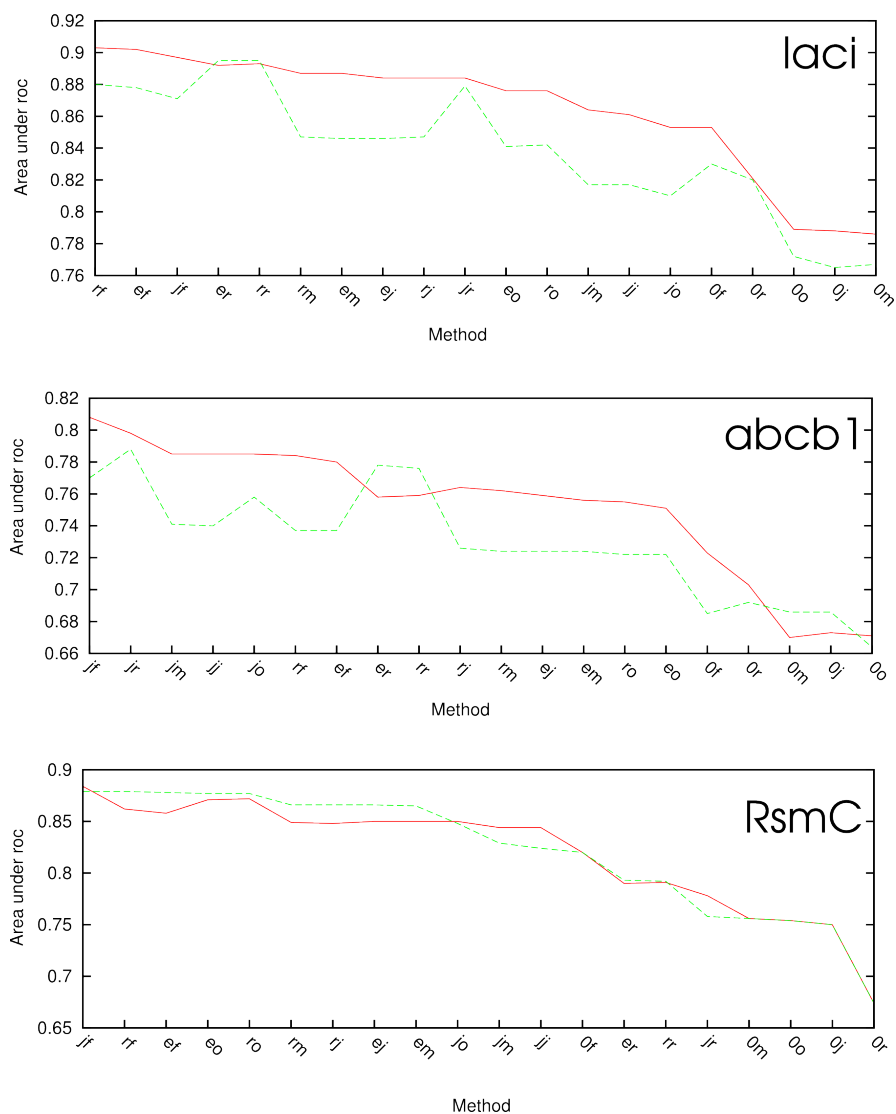 0.92
0.9
0.88
0.86
0.84
0.82
0.8
0.78
0.76
Area under roc
laci
rf ef jf er rr rm em ej rj jr eo ro jm jj jo 0f 0r 0o 0j 0m
Method
0.82
0.8
0.78
0.76
0.74
0.72
0.7
0.68
0.66
Area under roc
abcb1
jf jr jm jj jo rf ef er rr rj rm ej em ro eo 0f 0r 0m 0j 0o
Method
0.9
0.85
0.8
0.75
0.7
0.65
Area under roc
RsmC
jf rf ef eo ro rm rj ej em jo jm jj 0f er rr jr 0m 0o 0j 0r
Method